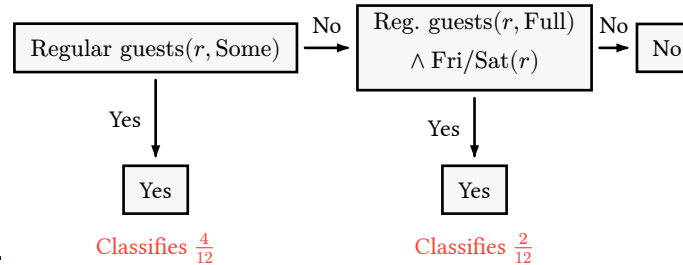 Regular guests(r, Some)
No
Reg. guests(r, Full)
∧ Fri/Sat(r)
No
No
Yes
Yes
Yes
Yes
Classifies 4/12
Classifies 2/12